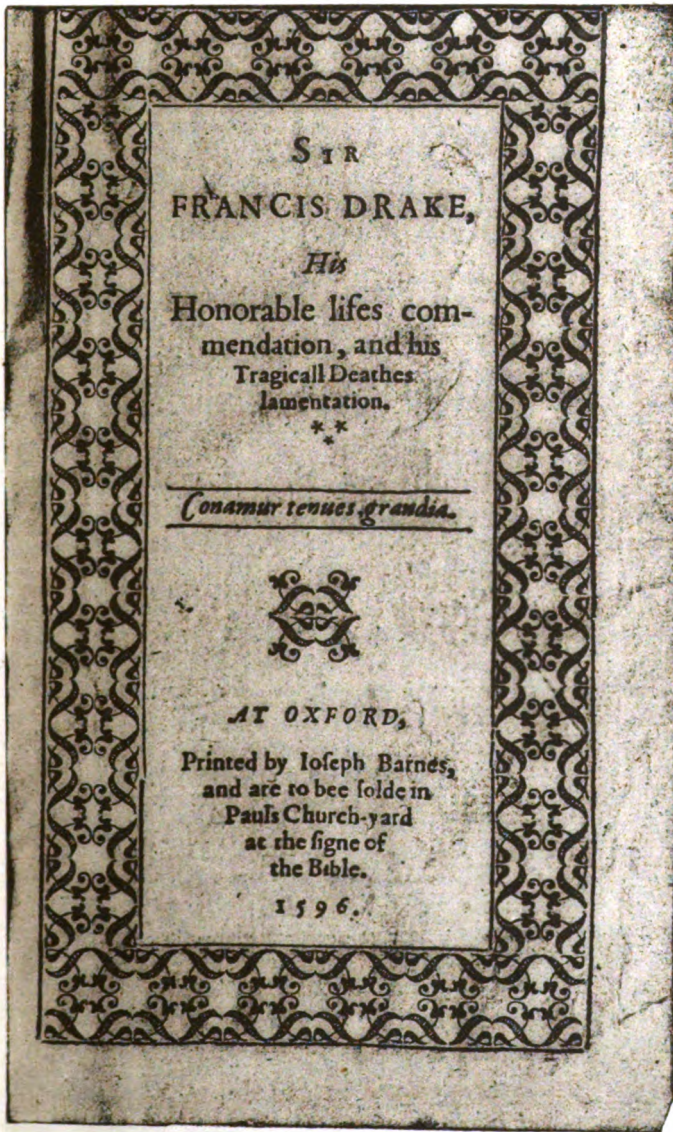 SIR
FRANCIS DRAKE,
His
Honorable lifes com-
mendation, and his
Tragicall Deathes
lamentation.
***
Conamur tenues grandia.
AT OXFORD,
Printed by Ioſeph Barnes,
and are to bee ſolde in
Pauls Church-yard
at the ſigne of
the Bible.
1596.